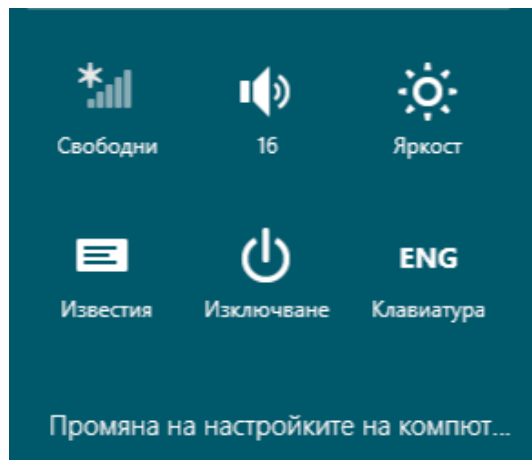 Свободни
16
Яркост
ENG
Известия
Изключване
Клавиатура
Промяна на настройките на компют...